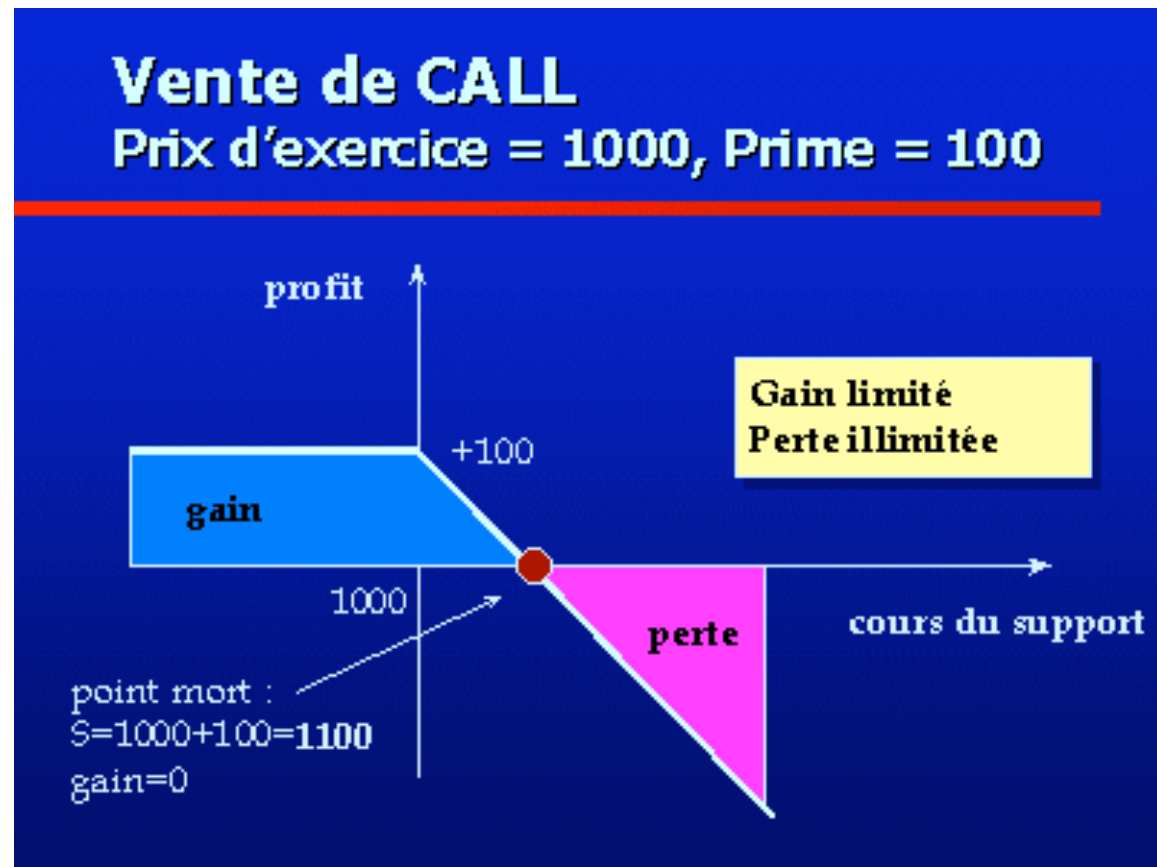 Vente de CALL
Prix d'exercice = 1000, Prime = 100
profit
Gain limité
Perte illimitée
+100
gain
1000
perte
cours du support
point mort :
S=1000+100=1100
gain=0